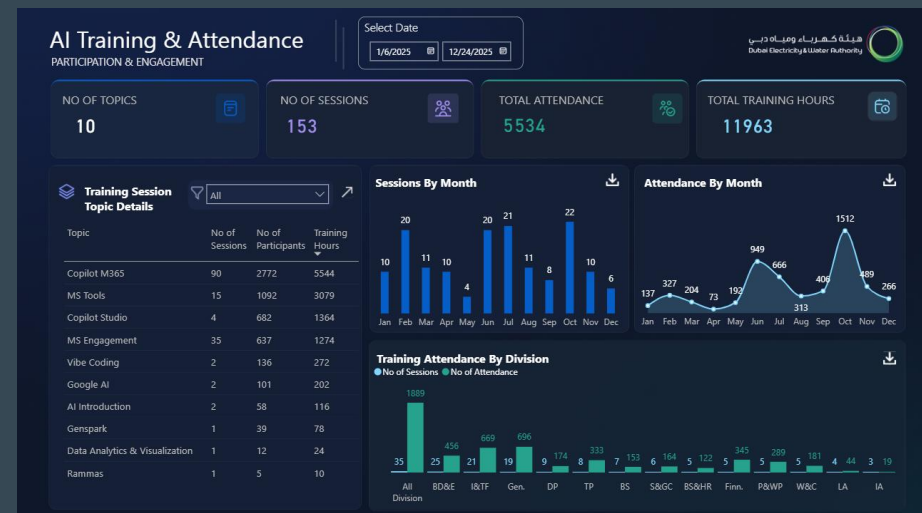 AI Training & Attendance
PARTICIPATION & ENGAGEMENT
Select Date
1/6/2025 12/24/2025
هيئة كهرباء ومياه دبي
Dubai Electricity & Water Authority
NO OF TOPICS
10
NO OF SESSIONS
153
TOTAL ATTENDANCE
5534
TOTAL TRAINING HOURS
11963
Training Session
Topic Details
All
Topic No of Sessions No of Participants Training Hours
Copilot M365 90 2772 5544
MS Tools 15 1092 3079
Copilot Studio 4 682 1364
MS Engagement 35 637 1274
Vibe Coding 2 136 272
Google AI 2 101 202
AI Introduction 2 58 116
Genspark 1 39 78
Data Analytics & Visualization 1 12 24
Rammas 1 5 10
Sessions By Month
10 20 11 10 4 20 21 11 8 22 10 6
Jan Feb Mar Apr May Jun Jul Aug Sep Oct Nov Dec
Attendance By Month
137 327 204 73 192 949 666 313 406 1512 489 266
Jan Feb Mar Apr May Jun Jul Aug Sep Oct Nov Dec
Training Attendance By Division
No of Sessions No of Attendance
35 1889 25 456 21 669 19 696 9 174 8 333 7 153 6 164 5 122 5 345 5 289 5 181 4 44 3 19
All Division BD&E I&TF Gen. DP TP BS S&GC BS&HR Finn. P&WP W&C LA IA